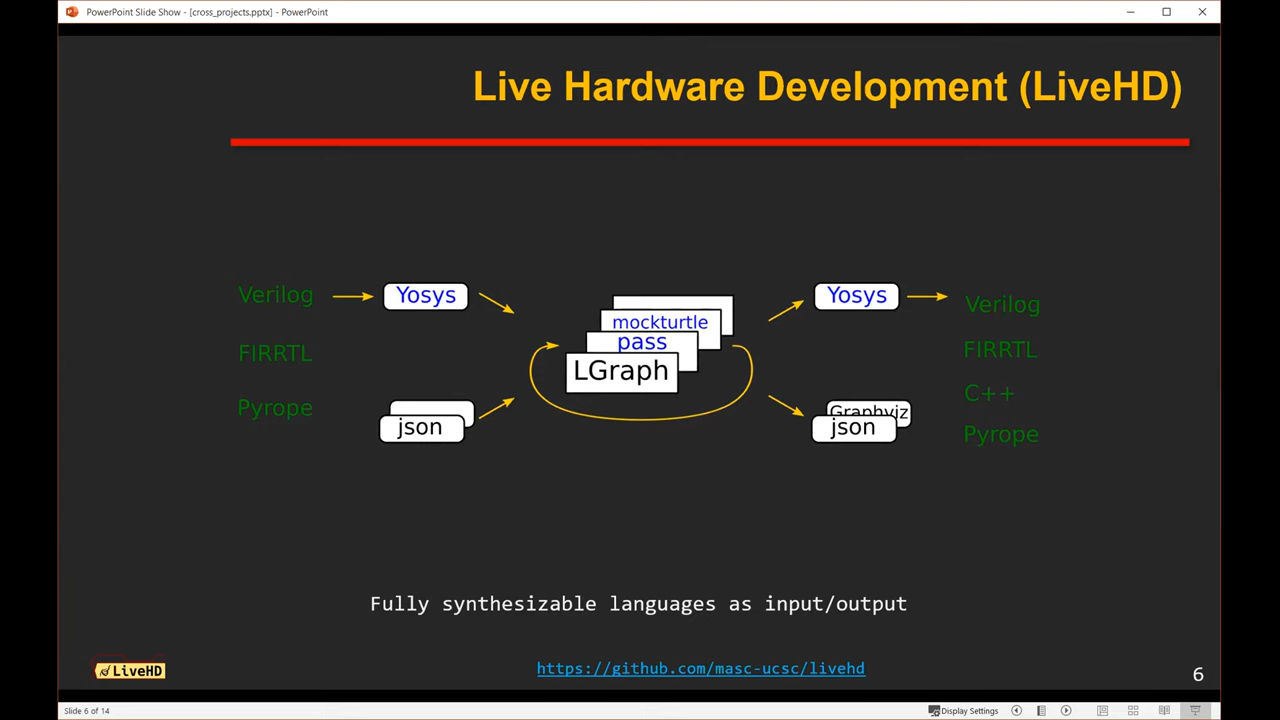 PowerPoint Slide Show - [cross_projects.pptx] - PowerPoint
Live Hardware Development (LiveHD)
Verilog
Yosys
FIRRTL
Pyrope
json
mockturtle
pass
LGraph
Yosys
Graphviz
json
Verilog
FIRRTL
C++
Pyrope
Fully synthesizable languages as input/output
LiveHD
https://github.com/masc-ucsc/livehd
6
Slide 6 of 14
Display Settings